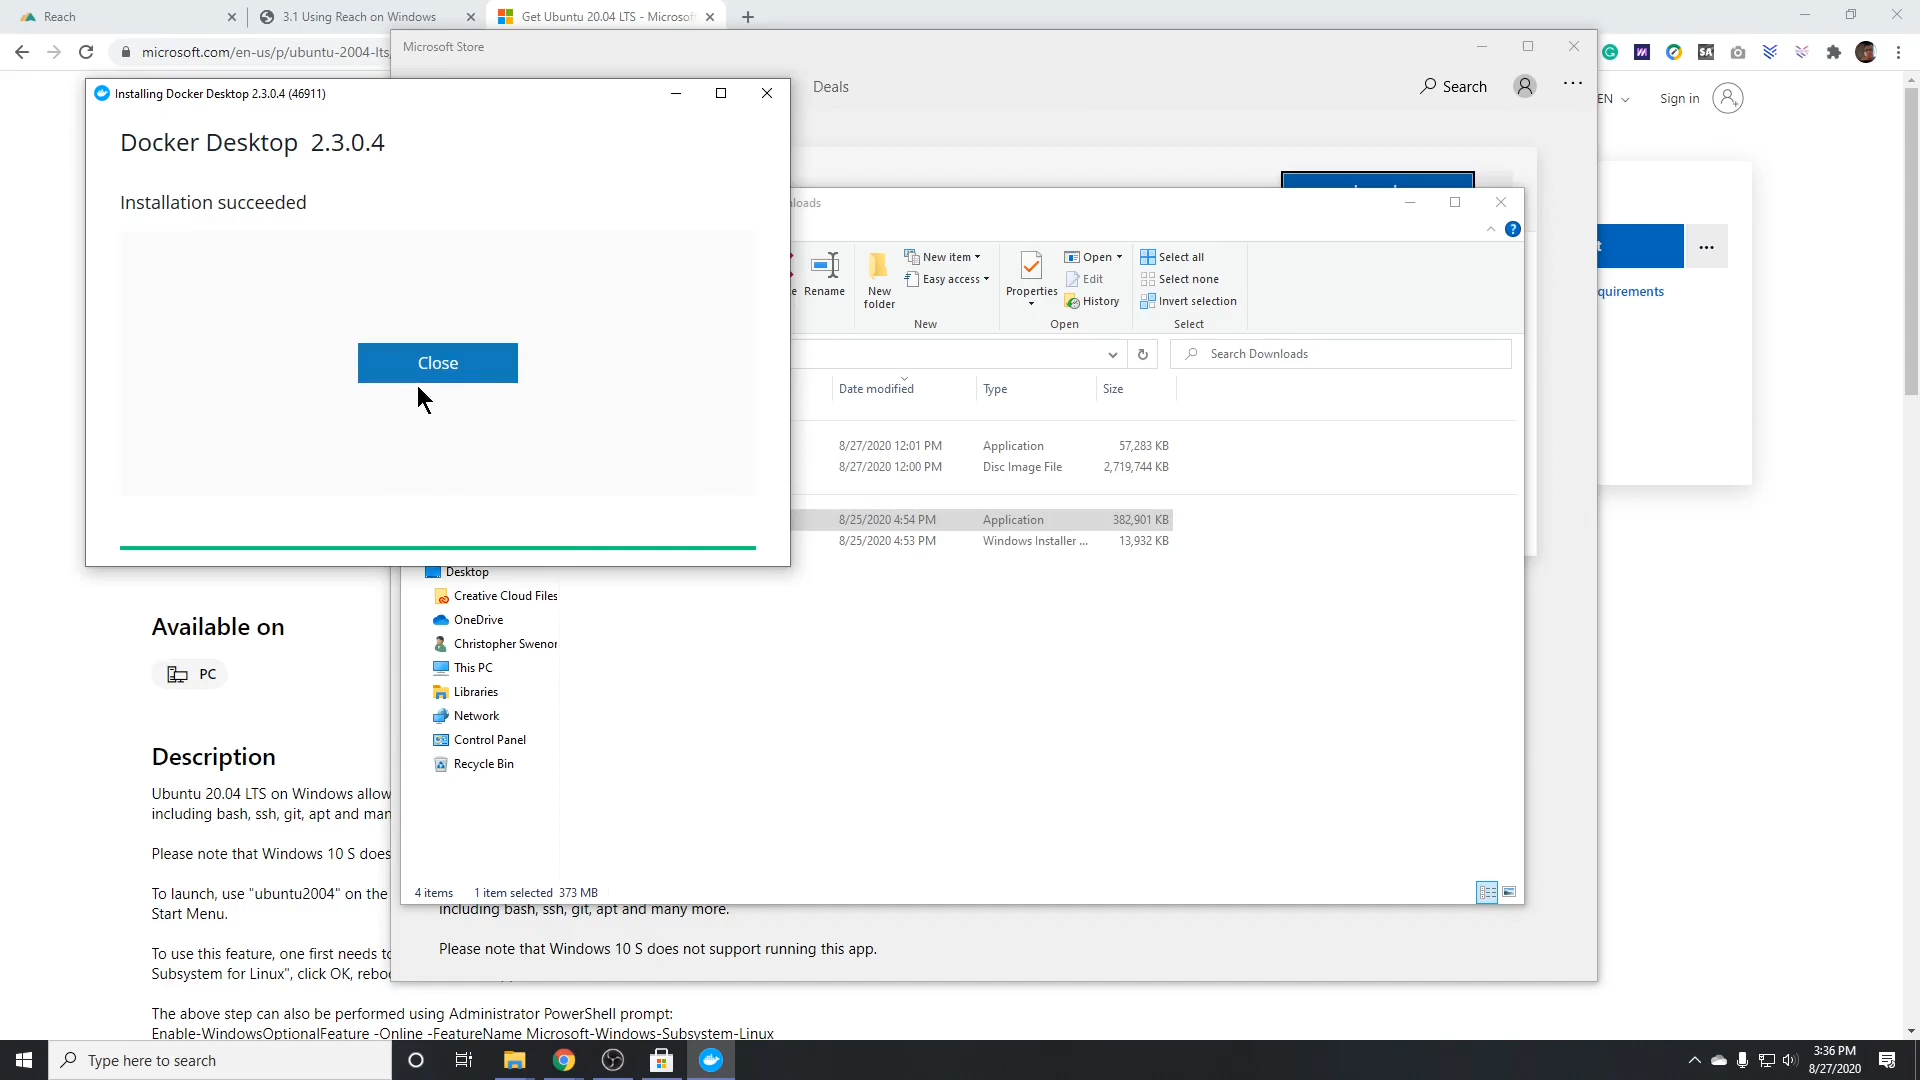 Reach
3.1 Using Reach on Windows
Get Ubuntu 20.04 LTS - Microsof
microsoft.com/en-us/p/ubuntu-2004-lts
Microsoft Store
Deals
Search
EN
Sign in
Installing Docker Desktop 2.3.0.4 (46911)
Docker Desktop 2.3.0.4
Installation succeeded
Close
loads
Rename
New folder
New item
Easy access
New
Properties
Open
Edit
History
Open
Select all
Select none
Invert selection
Select
quirements
Search Downloads
Date modified
Type
Size
8/27/2020 12:01 PM Application 57,283 KB
8/27/2020 12:00 PM Disc Image File 2,719,744 KB
8/25/2020 4:54 PM Application 382,901 KB
8/25/2020 4:53 PM Windows Installer ... 13,932 KB
Desktop
Creative Cloud Files
OneDrive
Christopher Swenor
This PC
Libraries
Network
Control Panel
Recycle Bin
4 items 1 item selected 373 MB
including bash, ssh, git, apt and many more.
Please note that Windows 10 S does not support running this app.
Available on
PC
Description
Ubuntu 20.04 LTS on Windows allow
including bash, ssh, git, apt and man
Please note that Windows 10 S does
To launch, use "ubuntu2004" on the
Start Menu.
To use this feature, one first needs to
Subsystem for Linux", click OK, reboo
The above step can also be performed using Administrator PowerShell prompt:
Enable-WindowsOptionalFeature -Online -FeatureName Microsoft-Windows-Subsystem-Linux
Type here to search
3:36 PM
8/27/2020